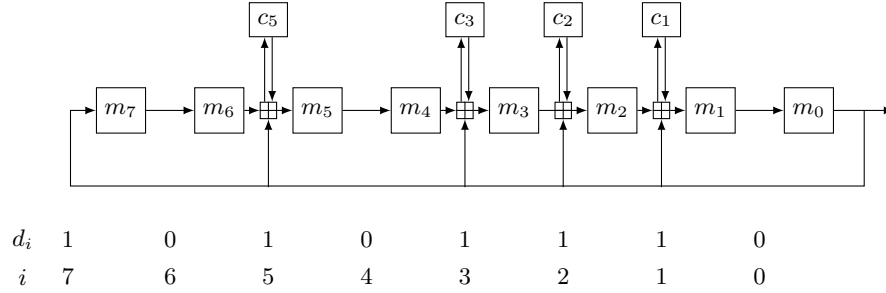 c₅ c₃ c₂ c₁
m₇ m₆ m₅ m₄ m₃ m₂ m₁ m₀
dᵢ 1 0 1 0 1 1 1 0
i 7 6 5 4 3 2 1 0